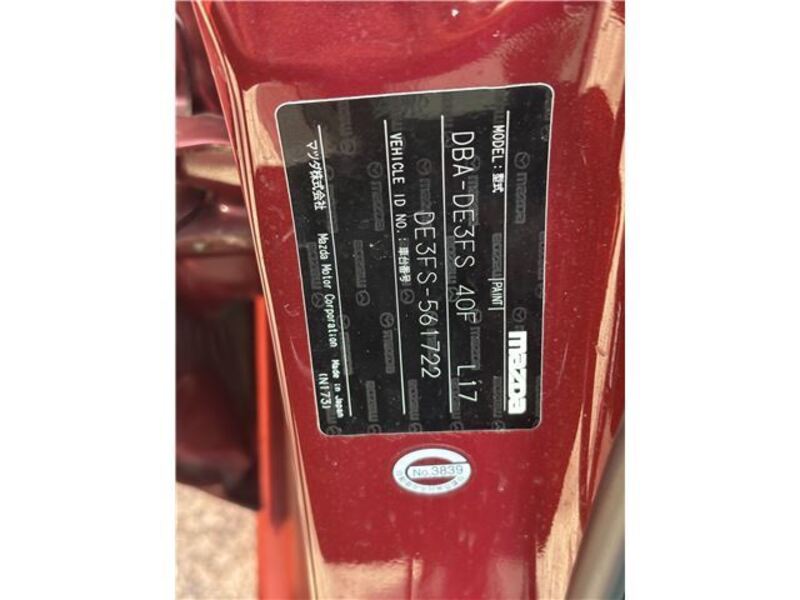 mazda
MODEL:型式 PAINT
DBA-DE3FS 40F L17
VEHICLE ID NO.:車台番号
DE3FS-561722
マツダ株式会社 Mazda Motor Corporation Made in Japan
(N173)
No.3839